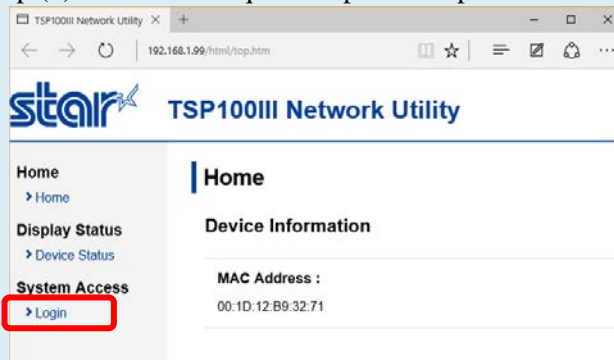 TSP100III Network Utility
192.168.1.99/html/top.htm
star
TSP100III Network Utility
Home
Home
Display Status
Device Status
System Access
Login
Home
Device Information
MAC Address :
00:1D:12:B9:32:71